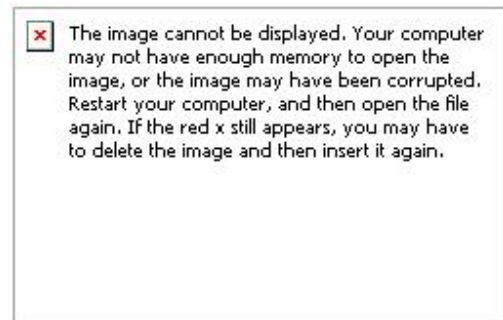 The image cannot be displayed. Your computer
may not have enough memory to open the
image, or the image may have been corrupted.
Restart your computer, and then open the file
again. If the red x still appears, you may have
to delete the image and then insert it again.